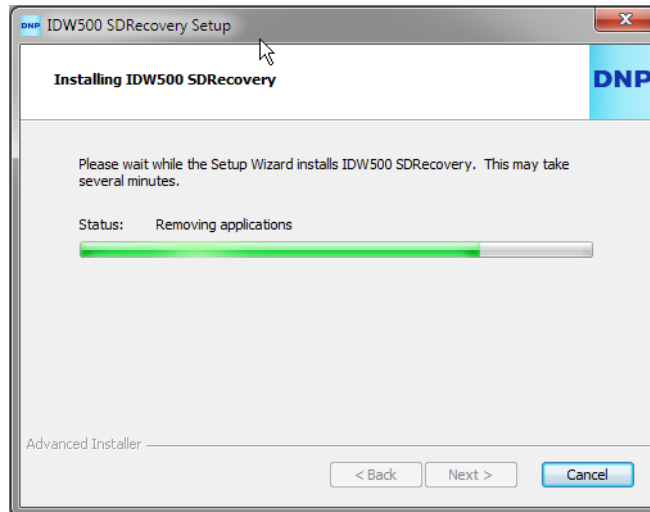 DNP IDW500 SDRecovery Setup
Installing IDW500 SDRecovery
DNP
Please wait while the Setup Wizard installs IDW500 SDRecovery. This may take
several minutes.
Status: Removing applications
Advanced Installer
< Back Next > Cancel